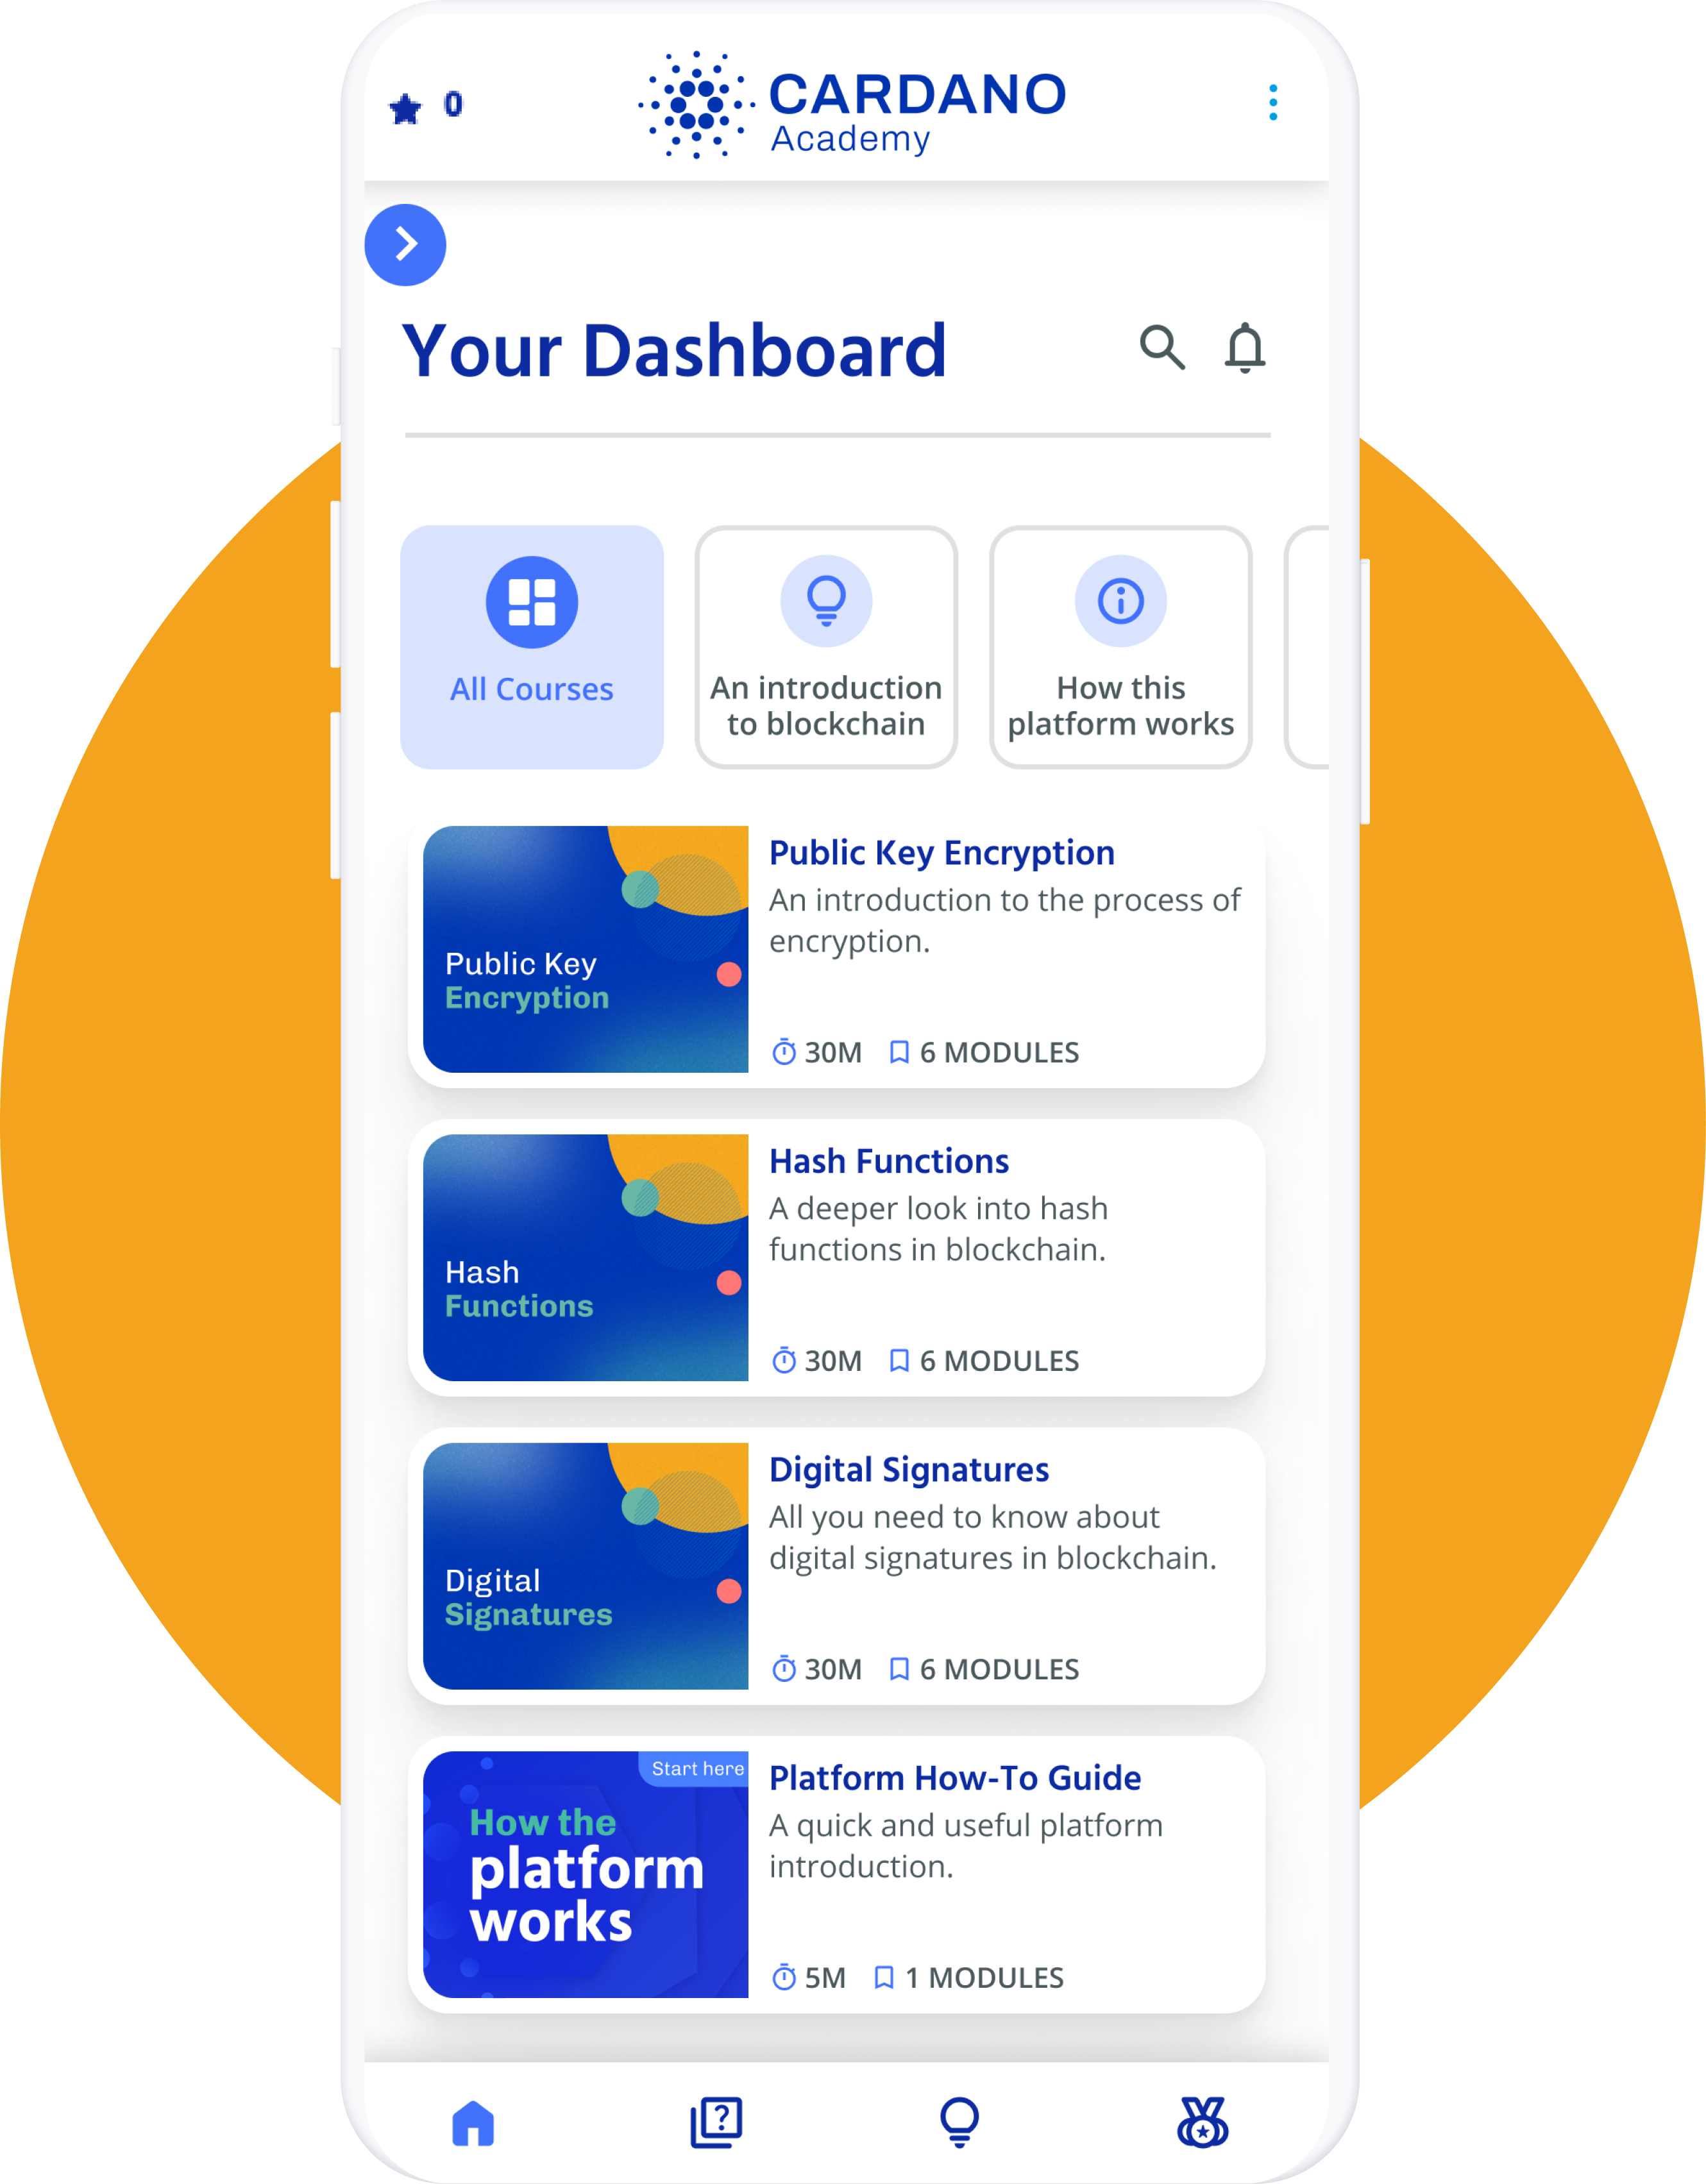 0
CARDANO
Academy
Your Dashboard
All Courses
An introduction
to blockchain
How this
platform works
Public Key
Encryption
Public Key Encryption
An introduction to the process of
encryption.
30M 6 MODULES
Hash
Functions
Hash Functions
A deeper look into hash
functions in blockchain.
30M 6 MODULES
Digital
Signatures
Digital Signatures
All you need to know about
digital signatures in blockchain.
30M 6 MODULES
Start here
How the
platform
works
Platform How-To Guide
A quick and useful platform
introduction.
5M 1 MODULES
?